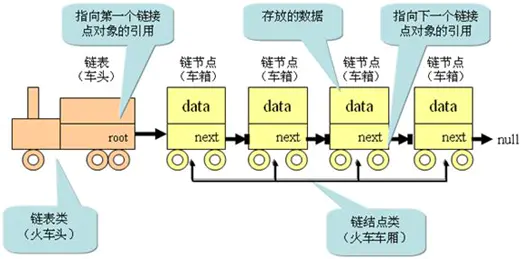 指向第一个链接
点对象的引用
存放的数据
指向下一个链接
点对象的引用
链表
（车头）
链节点
（车箱）
链节点
（车箱）
链节点
（车箱）
链节点
（车箱）
data
data
data
data
root
next
next
next
next
null
链表类
（火车头）
链结点类
（火车车厢）